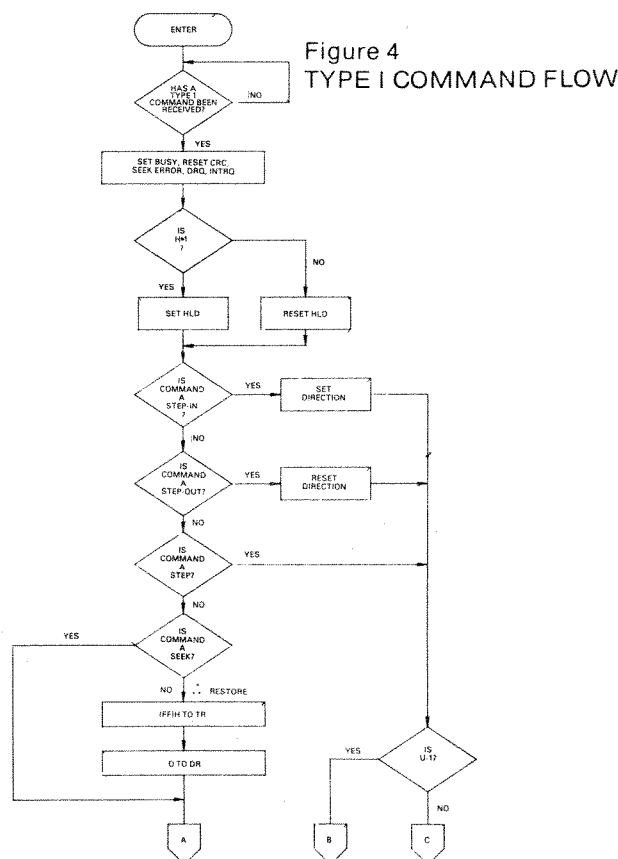 Figure 4
TYPE I COMMAND FLOW
ENTER
HAS A
TYPE 1
COMMAND BEEN
RECEIVED?
NO
YES
SET BUSY, RESET CRC,
SEEK ERROR, DRQ, INTRQ
IS
H=1
?
NO
YES
SET HLD
RESET HLD
IS
COMMAND
A
STEP-IN
?
YES
SET
DIRECTION
NO
IS
COMMAND
A
STEP-OUT?
YES
RESET
DIRECTION
NO
IS
COMMAND
A
STEP?
YES
NO
IS
COMMAND
A
SEEK?
YES
NO ∴ RESTORE
(FF)H TO TR
0 TO DR
IS
U-1?
YES
NO
A
B
C